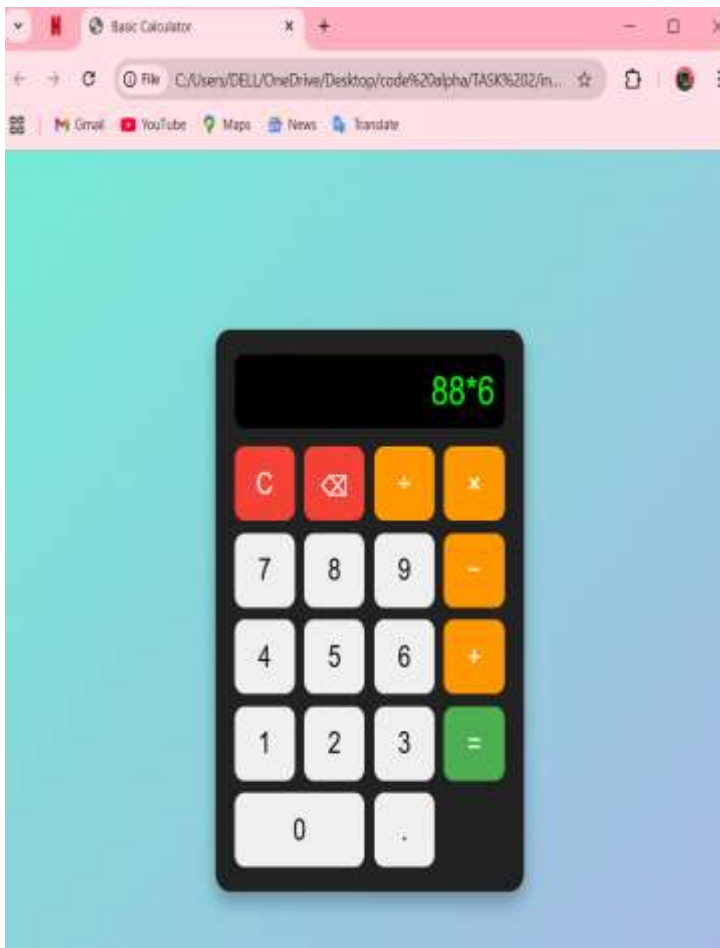 Basic Calculator
File C:/Users/DELL/OneDrive/Desktop/code%20alpha/TASK%202/in...
Gmail YouTube Maps News Translate
88*6
C ⌫ ÷ ×
7 8 9 −
4 5 6 +
1 2 3 =
0 .